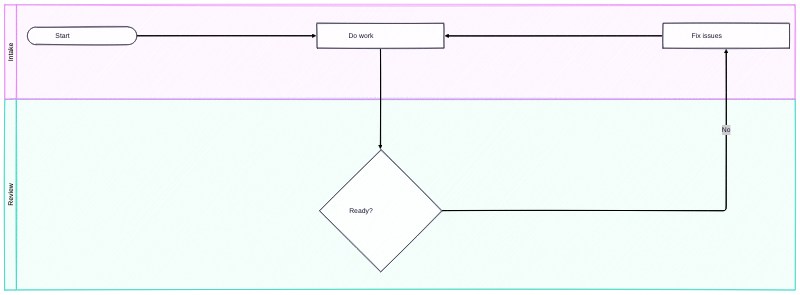 Intake
Start
Do work
Fix issues
No
Review
Ready?